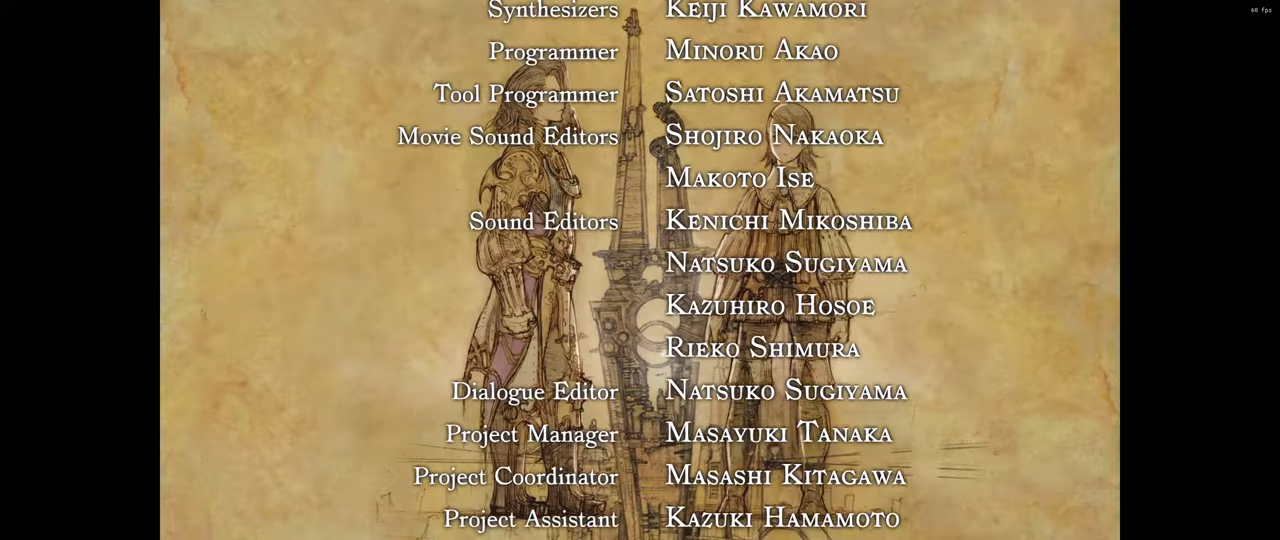 60 fps
Synthesizers KEIJI KAWAMORI
Programmer MINORU AKAO
Tool Programmer SATOSHI AKAMATSU
Movie Sound Editors SHOJIRO NAKAOKA
MAKOTO ISE
Sound Editors KENICHI MIKOSHIBA
NATSUKO SUGIYAMA
KAZUHIRO HOSOE
RIEKO SHIMURA
Dialogue Editor NATSUKO SUGIYAMA
Project Manager MASAYUKI TANAKA
Project Coordinator MASASHI KITAGAWA
Project Assistant KAZUKI HAMAMOTO